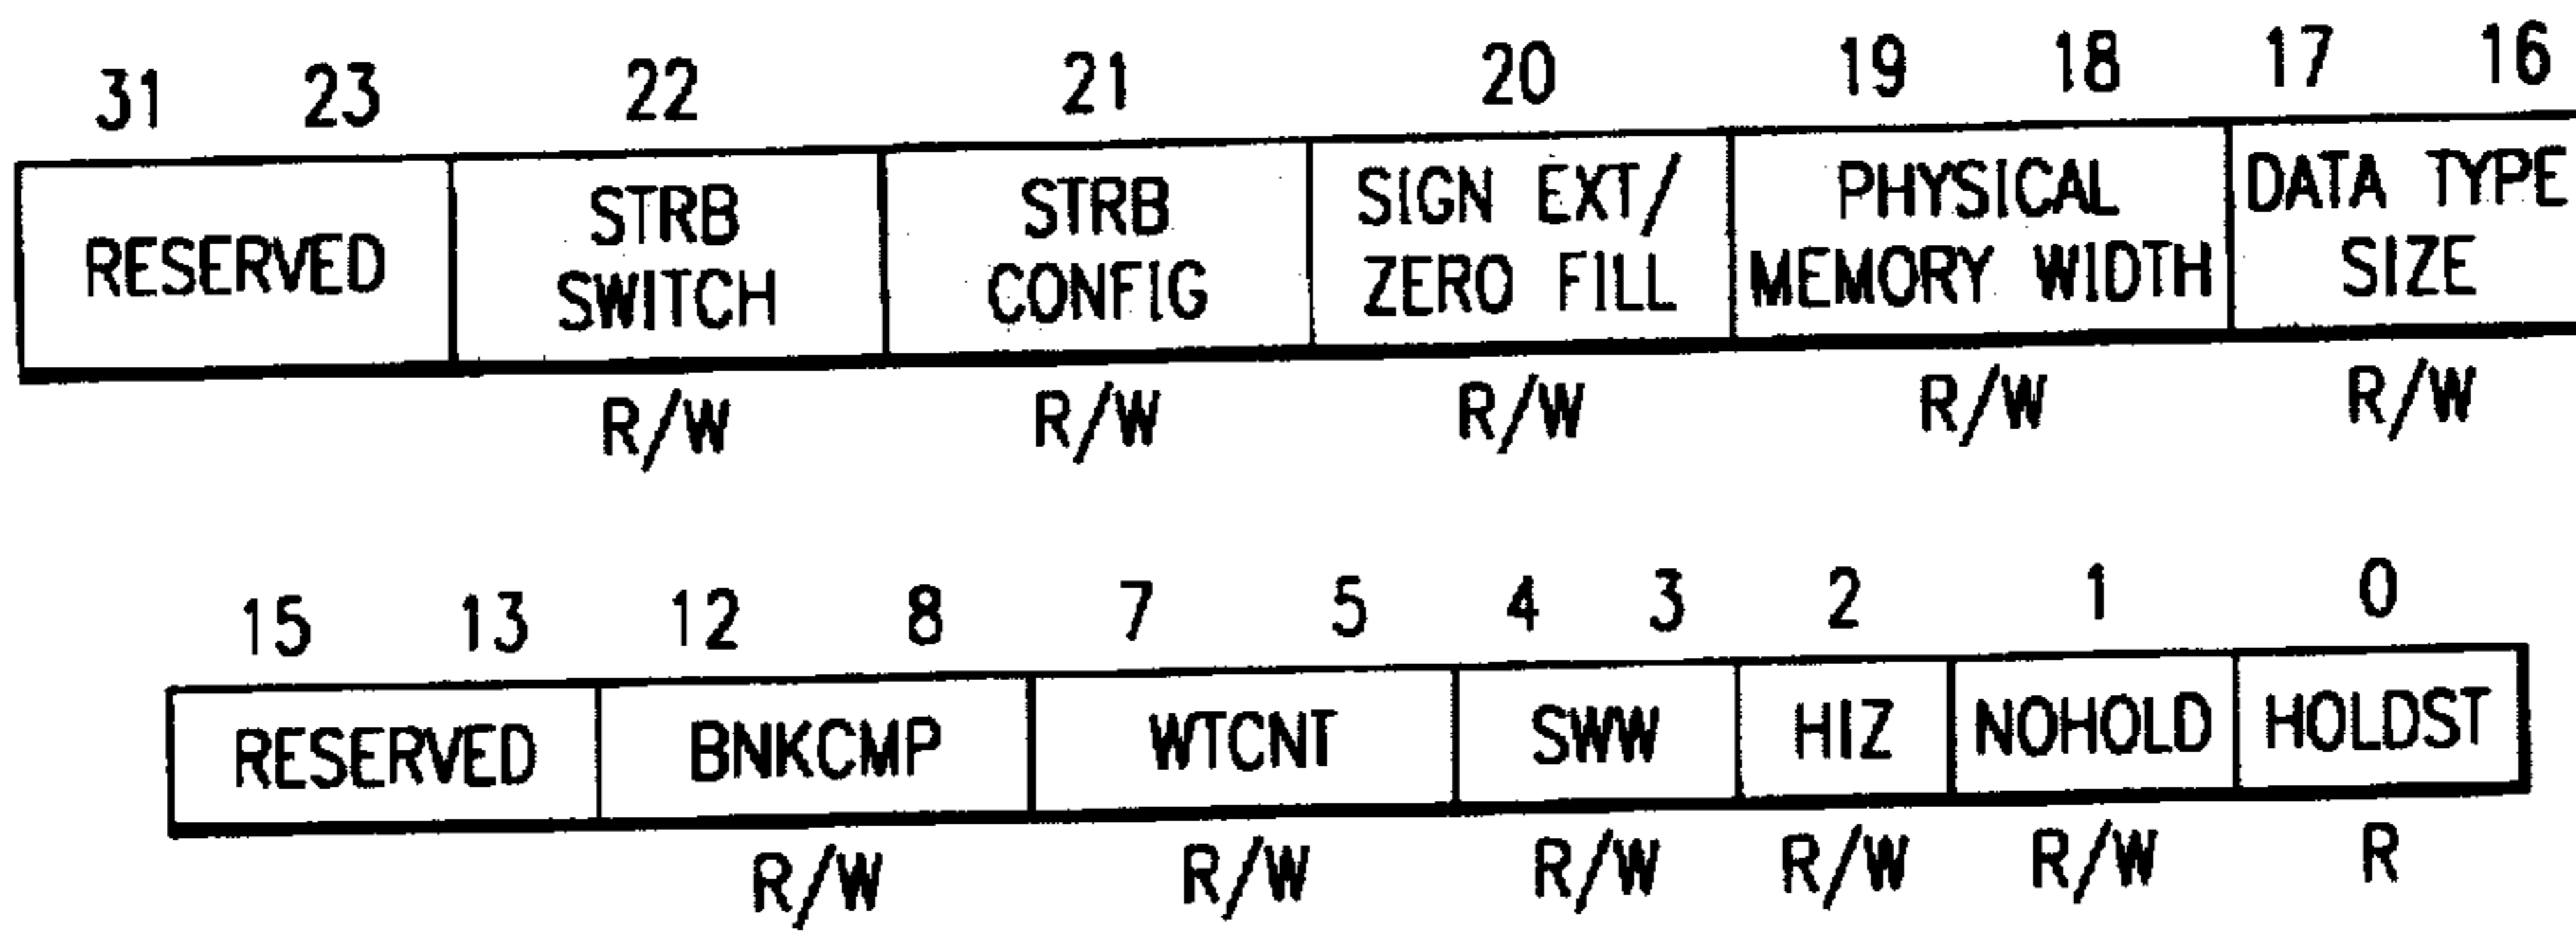 31 23 22 21 20 19 18 17 16
RESERVED
STRB
SWITCH
STRB
CONFIG
SIGN EXT/
ZERO FILL
PHYSICAL
MEMORY WIDTH
DATA TYPE
SIZE
R/W R/W R/W R/W R/W
15 13 12 8 7 5 4 3 2 1 0
RESERVED BNKCMP WTCNT SWW HIZ NOHOLD HOLDST
R/W R/W R/W R/W R/W R